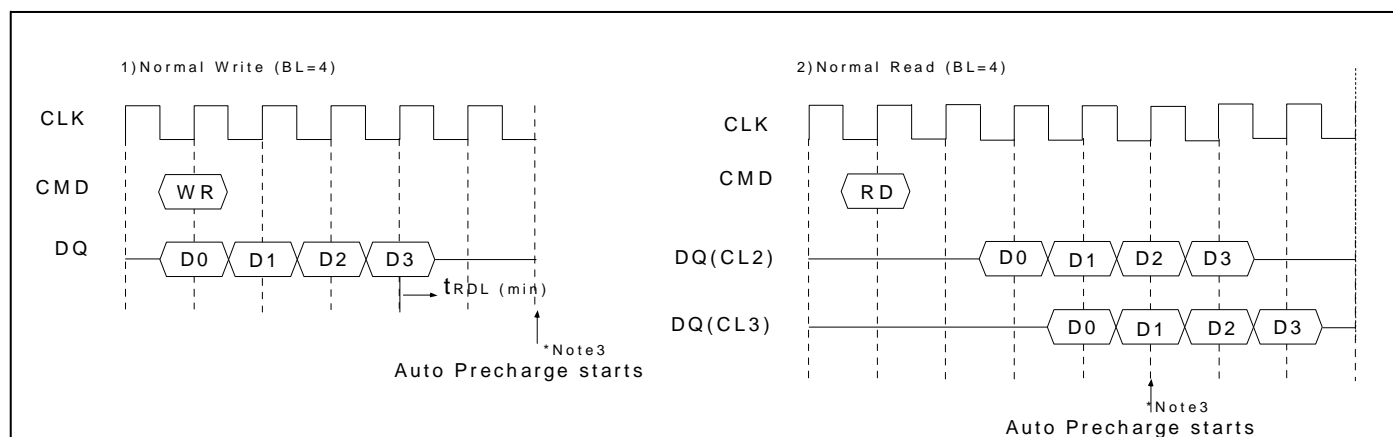 1)Normal Write (BL=4)
CLK
CMD
WR
DQ
D0 D1 D2 D3
tRDL (min)
*Note3
Auto Precharge starts
2)Normal Read (BL=4)
CLK
CMD
RD
DQ(CL2)
D0 D1 D2 D3
DQ(CL3)
D0 D1 D2 D3
*Note3
Auto Precharge starts